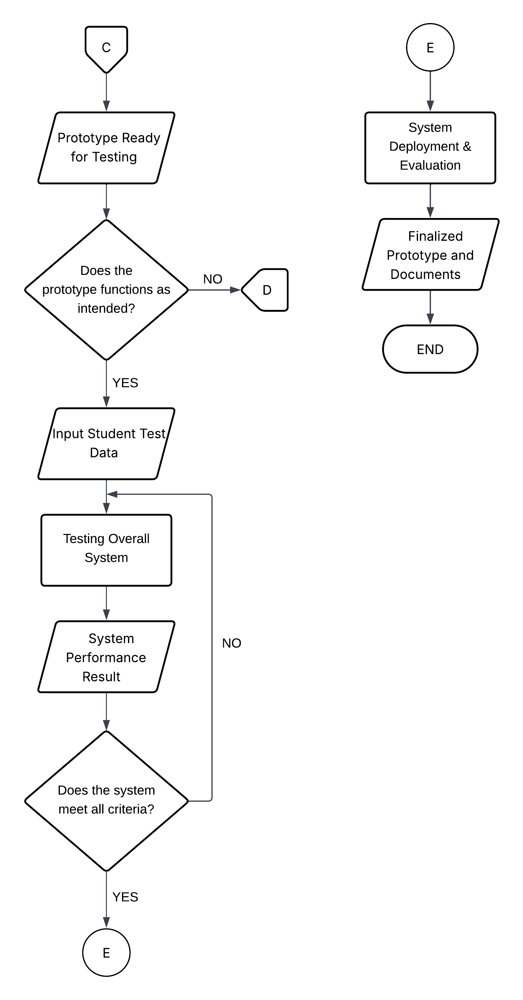 C
Prototype Ready
for Testing
Does the
prototype functions as
intended?
NO
D
YES
Input Student Test
Data
Testing Overall
System
System
Performance
Result
NO
Does the system
meet all criteria?
YES
E
E
System
Deployment &
Evaluation
Finalized
Prototype and
Documents
END